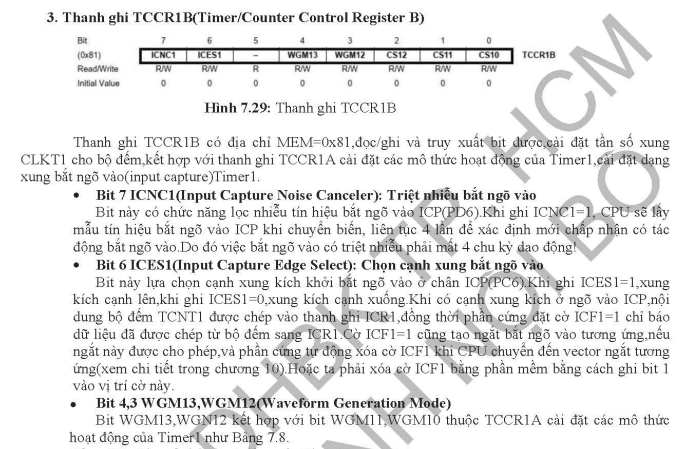 3. Thanh ghi TCCR1B(Timer/Counter Control Register B)
Bit 7 6 5 4 3 2 1 0
(0x81) ICNC1 ICES1 – WGM13 WGM12 CS12 CS11 CS10 TCCR1B
Read/Write R/W R/W R R/W R/W R/W R/W R/W
Initial Value 0 0 0 0 0 0 0 0
Hình 7.29: Thanh ghi TCCR1B
Thanh ghi TCCR1B có địa chỉ MEM=0x81,đọc/ghi và truy xuất bit được,cài đặt tần số xung
CLKT1 cho bộ đếm,kết hợp với thanh ghi TCCR1A cài đặt các mô thức hoạt động của Timer1,cài đặt dạng
xung bắt ngõ vào(input capture)Timer1.
• Bit 7 ICNC1(Input Capture Noise Canceler): Triệt nhiễu bắt ngõ vào
Bit này có chức năng lọc nhiễu tín hiệu bắt ngõ vào ICP(PD6).Khi ghi ICNC1=1, CPU sẽ lấy
mẫu tín hiệu bắt ngõ vào ICP khi chuyển biến, liên tục 4 lần để xác định mới chấp nhận có tác
động bắt ngõ vào.Do đó việc bắt ngõ vào có triệt nhiễu phải mất 4 chu kỳ dao động!
• Bit 6 ICES1(Input Capture Edge Select): Chọn cạnh xung bắt ngõ vào
Bit này lựa chọn cạnh xung kích khởi bắt ngõ vào ở chân ICP(PC6).Khi ghi ICES1=1,xung
kích cạnh lên,khi ghi ICES1=0,xung kích cạnh xuống.Khi có cạnh xung kích ở ngõ vào ICP,nội
dung bộ đếm TCNT1 được chép vào thanh ghi ICR1,đồng thời phần cứng đặt cờ ICF1=1 chỉ báo
dữ liệu đã được chép từ bộ đếm sang ICR1.Cờ ICF1=1 cũng tạo ngắt bắt ngõ vào tương ứng,nếu
ngắt này được cho phép,và phần cứng tự động xóa cờ ICF1 khi CPU chuyển đến vector ngắt tương
ứng(xem chi tiết trong chương 10).Hoặc ta phải xóa cờ ICF1 bằng phần mềm bằng cách ghi bit 1
vào vị trí cờ này.
• Bit 4,3 WGM13,WGM12(Waveform Generation Mode)
Bit WGM13,WGN12 kết hợp với bit WGM11,WGM10 thuộc TCCR1A cài đặt các mô thức
hoạt động của Timer1 như Bảng 7.8.
ĐHBK TP HCM
NH NỘI BỘ